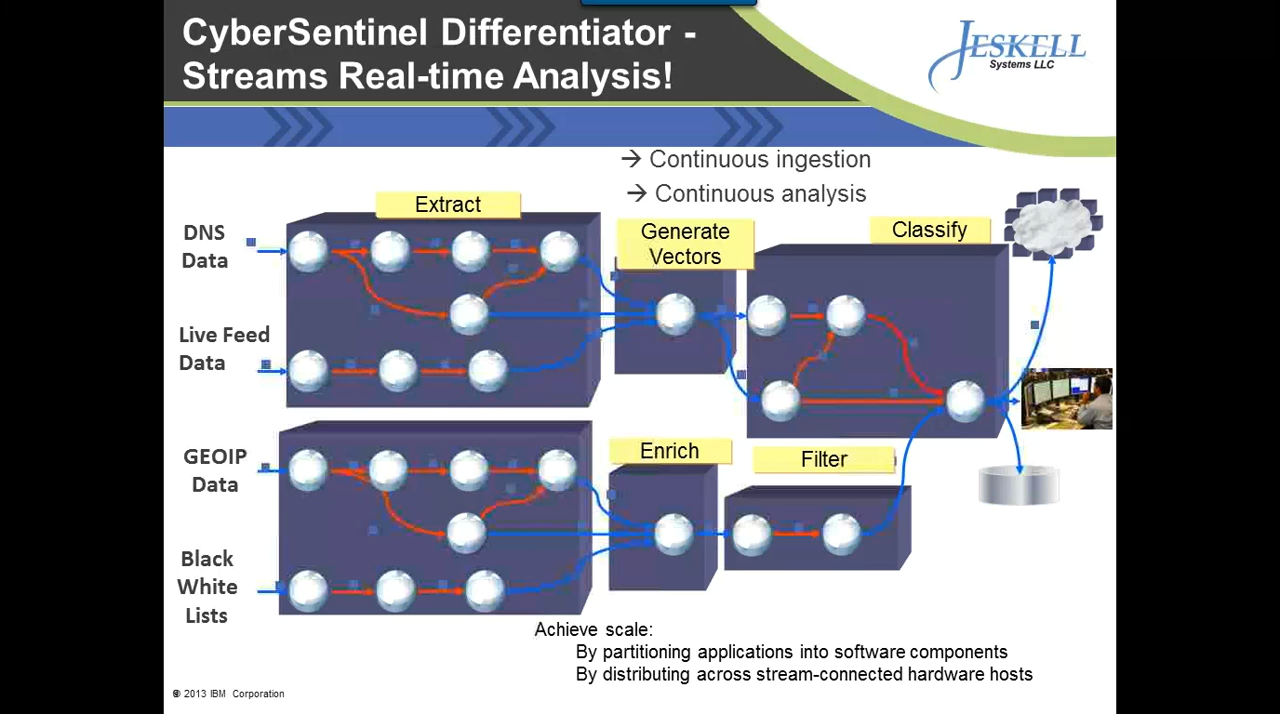 CyberSentinel Differentiator -
Streams Real-time Analysis!
JESKELL
Systems LLC
→ Continuous ingestion
→ Continuous analysis
Extract
Generate
Vectors
Classify
DNS
Data
Live Feed
Data
GEOIP
Data
Enrich
Filter
Black
White
Lists
Achieve scale:
By partitioning applications into software components
By distributing across stream-connected hardware hosts
© 2013 IBM Corporation